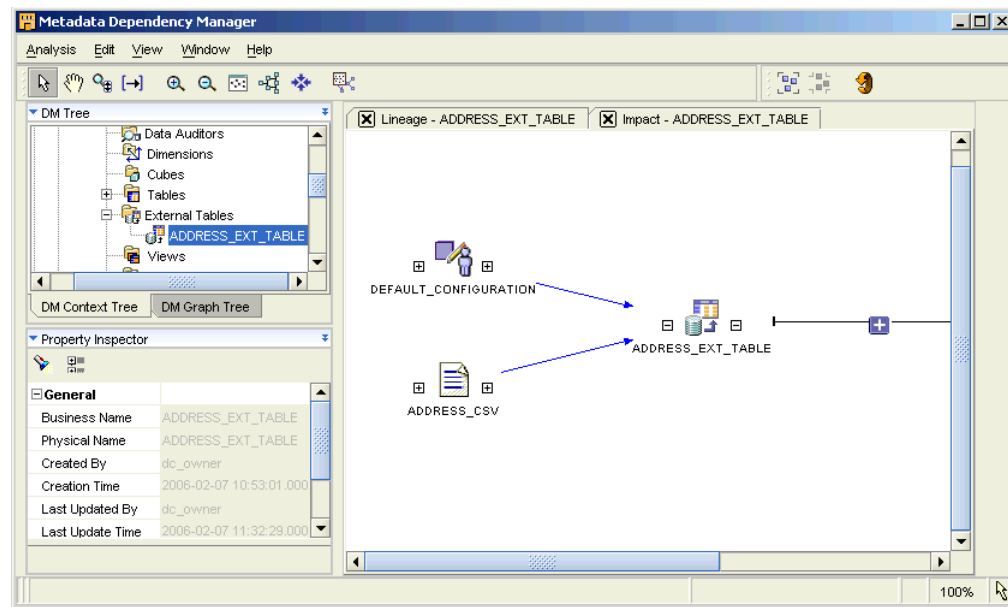 Metadata Dependency Manager
Analysis Edit View Window Help
DM Tree
Data Auditors
Dimensions
Cubes
Tables
External Tables
ADDRESS_EXT_TABLE
Views
DM Context Tree DM Graph Tree
Property Inspector
General
Business Name ADDRESS_EXT_TABLE
Physical Name ADDRESS_EXT_TABLE
Created By dc_owner
Creation Time 2006-02-07 10:53:01.000
Last Updated By dc_owner
Last Update Time 2006-02-07 11:32:29.000
Lineage - ADDRESS_EXT_TABLE Impact - ADDRESS_EXT_TABLE
DEFAULT_CONFIGURATION
ADDRESS_EXT_TABLE
ADDRESS_CSV
100%